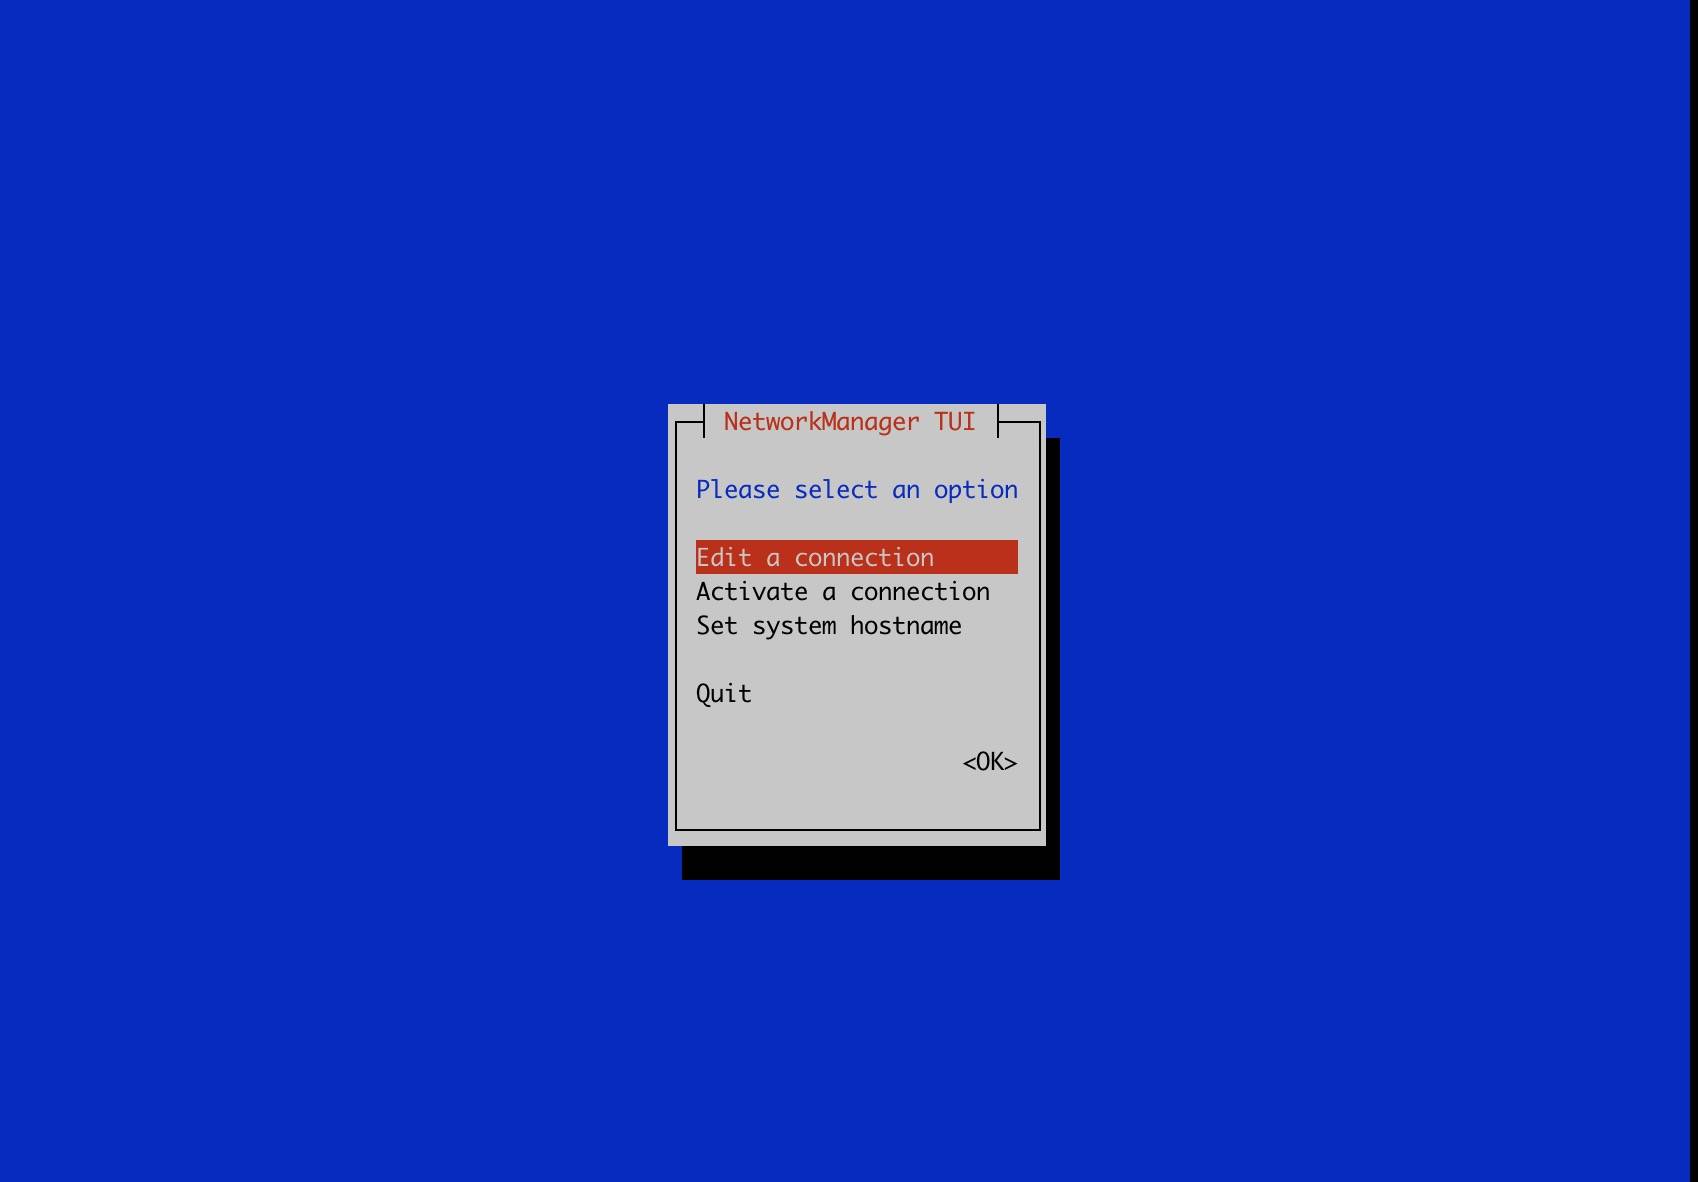 NetworkManager TUI
Please select an option
Edit a connection
Activate a connection
Set system hostname
Quit
<OK>